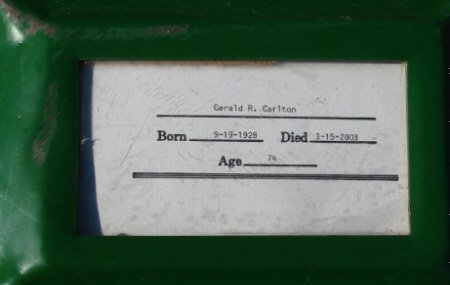 Gerald R. Carlton
Born 9-19-1928 Died 3-15-2003
Age 74